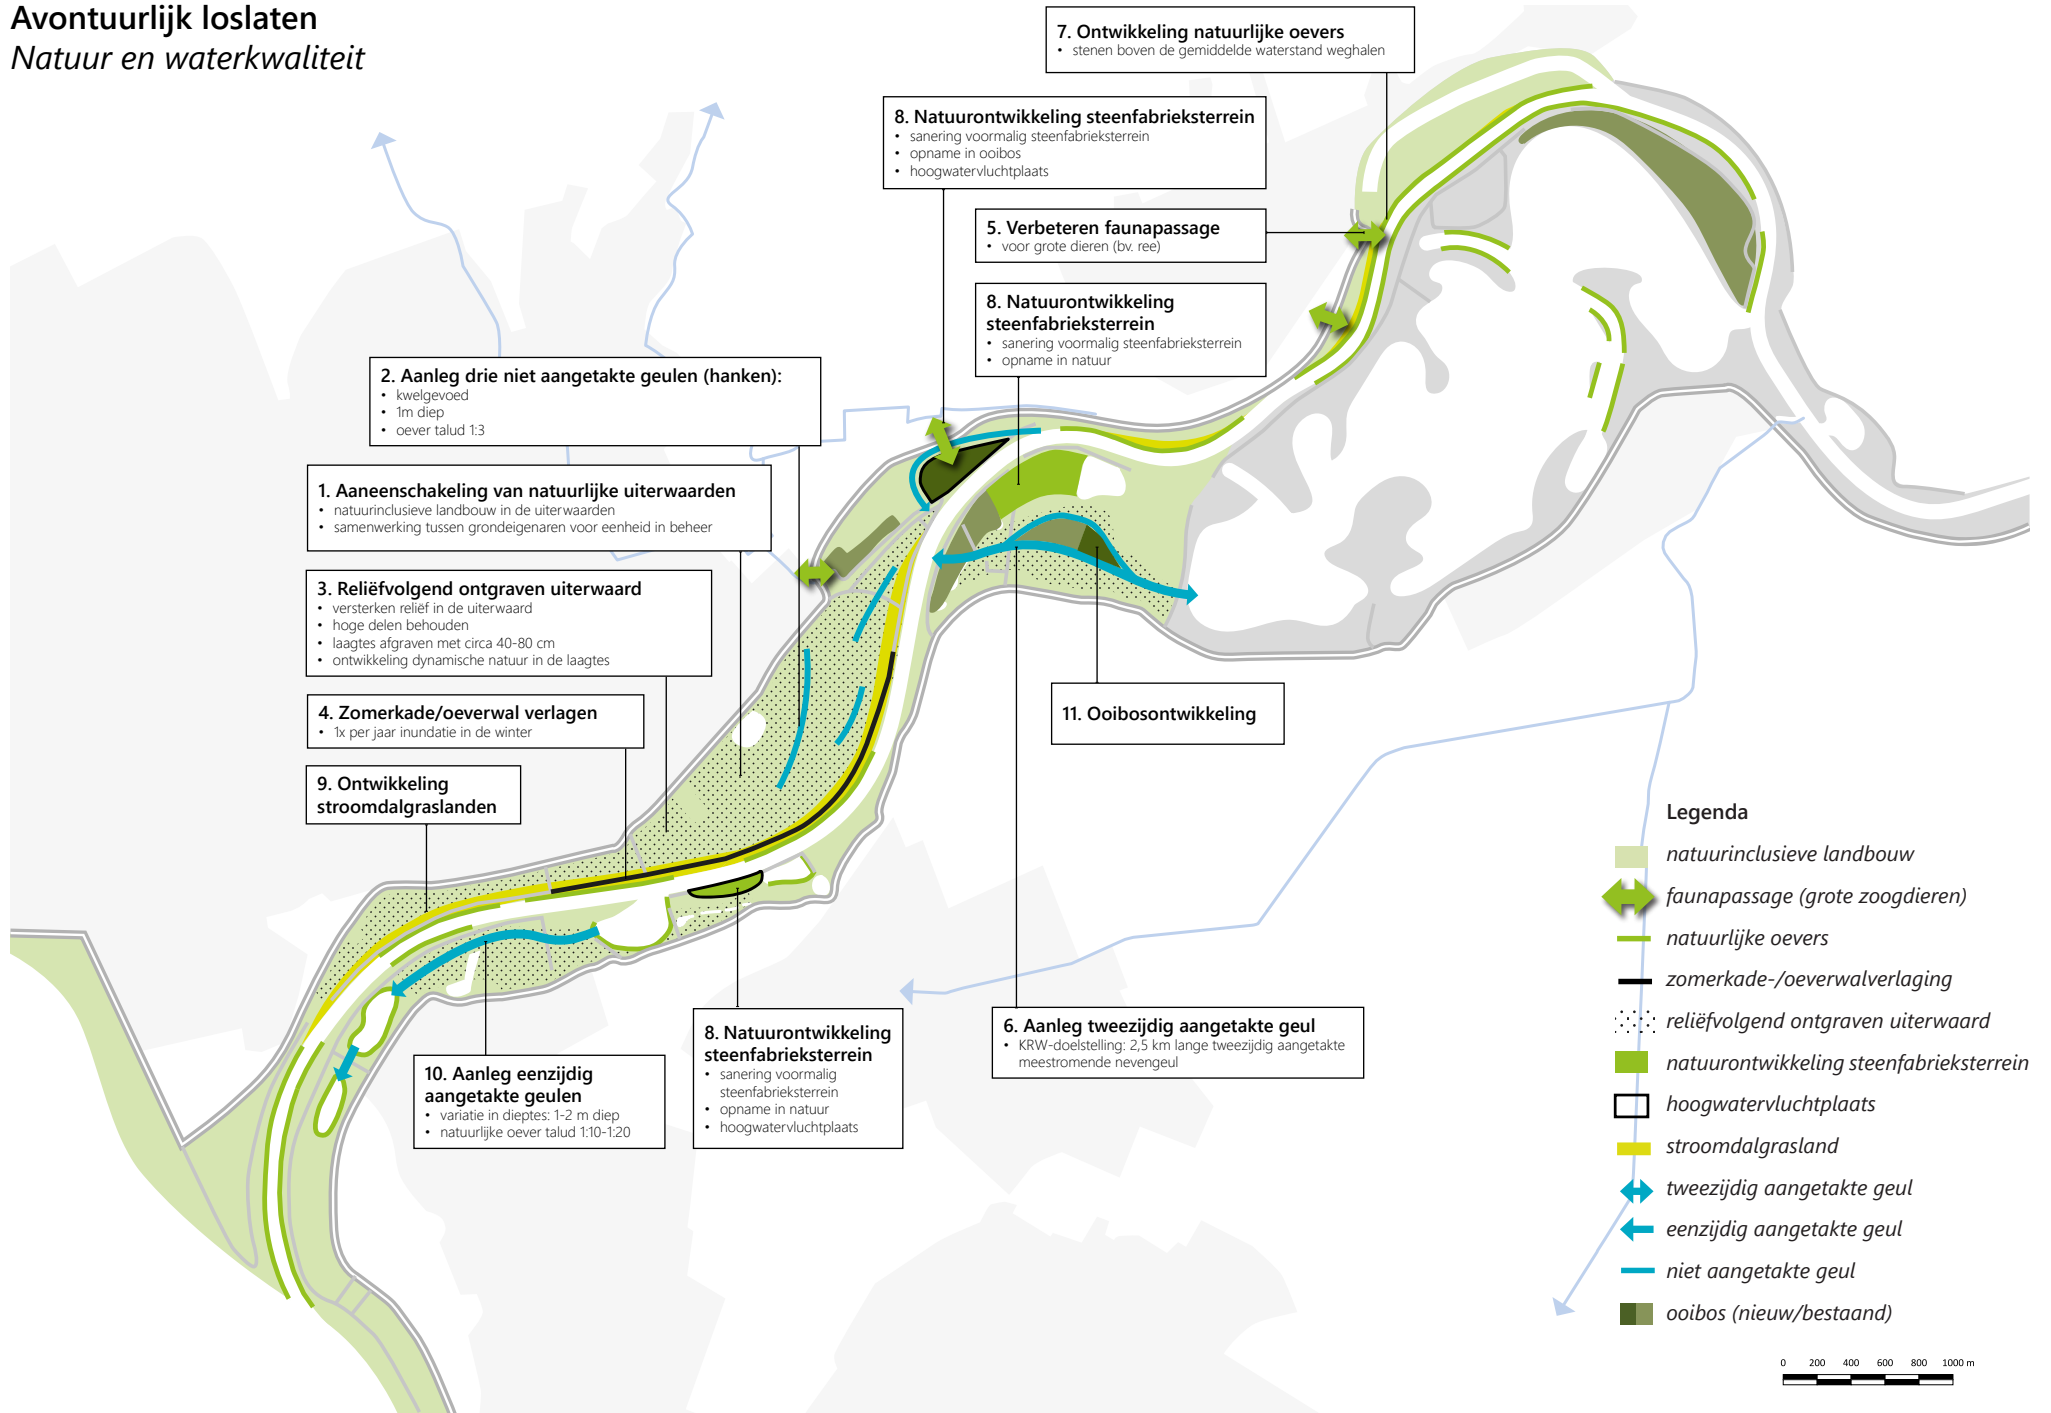 Avontuurlijk loslaten
Natuur en waterkwaliteit
7. Ontwikkeling natuurlijke oevers
• stenen boven de gemiddelde waterstand weghalen
8. Natuurontwikkeling steenfabrieksterrein
• sanering voormalig steenfabrieksterrein
• opname in ooibos
• hoogwatervluchtplaats
5. Verbeteren faunapassage
• voor grote dieren (bv. ree)
8. Natuurontwikkeling
steenfabrieksterrein
• sanering voormalig steenfabrieksterrein
• opname in natuur
2. Aanleg drie niet aangetakte geulen (hanken):
• kwelgevoed
• 1m diep
• oever talud 1:3
1. Aaneenschakeling van natuurlijke uiterwaarden
• natuurinclusieve landbouw in de uiterwaarden
• samenwerking tussen grondeigenaren voor eenheid in beheer
3. Reliëfvolgend ontgraven uiterwaard
• versterken reliëf in de uiterwaard
• hoge delen behouden
• laagtes afgraven met circa 40-80 cm
• ontwikkeling dynamische natuur in de laagtes
4. Zomerkade/oeverwal verlagen
• 1x per jaar inundatie in de winter
9. Ontwikkeling
stroomdalgraslanden
11. Ooibosontwikkeling
10. Aanleg eenzijdig
aangetakte geulen
• variatie in dieptes: 1-2 m diep
• natuurlijke oever talud 1:10-1:20
8. Natuurontwikkeling
steenfabrieksterrein
• sanering voormalig
steenfabrieksterrein
• opname in natuur
• hoogwatervluchtplaats
6. Aanleg tweezijdig aangetakte geul
• KRW-doelstelling: 2,5 km lange tweezijdig aangetakte
meestromende nevengeul
Legenda
natuurinclusieve landbouw
faunapassage (grote zoogdieren)
natuurlijke oevers
zomerkade-/oeverwalverlaging
reliëfvolgend ontgraven uiterwaard
natuurontwikkeling steenfabrieksterrein
hoogwatervluchtplaats
stroomdalgrasland
tweezijdig aangetakte geul
eenzijdig aangetakte geul
niet aangetakte geul
ooibos (nieuw/bestaand)
0 200 400 600 800 1000 m